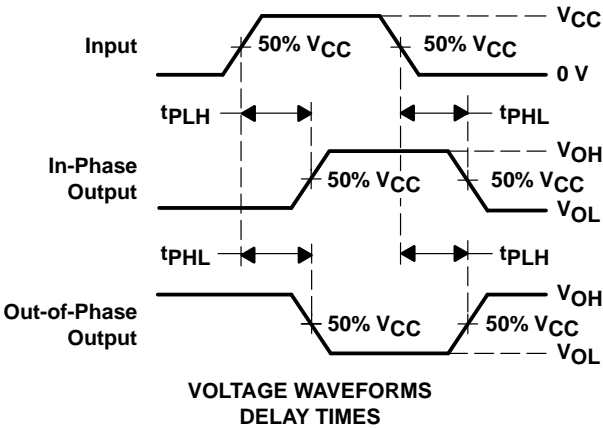 VCC
Input
50% VCC
50% VCC
0 V
tPLH
tPHL
VOH
In-Phase
Output
50% VCC
50% VCC
VOL
tPHL
tPLH
VOH
Out-of-Phase
Output
50% VCC
50% VCC
VOL
VOLTAGE WAVEFORMS
DELAY TIMES